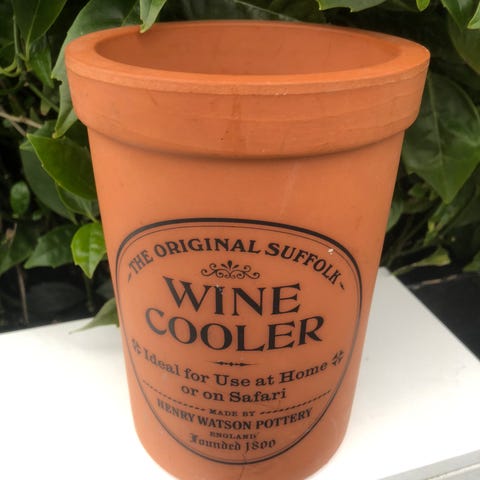 THE ORIGINAL SUFFOLK
WINE
COOLER
Ideal for Use at Home
or on Safari
MADE BY
HENRY WATSON POTTERY
ENGLAND
Founded 1800